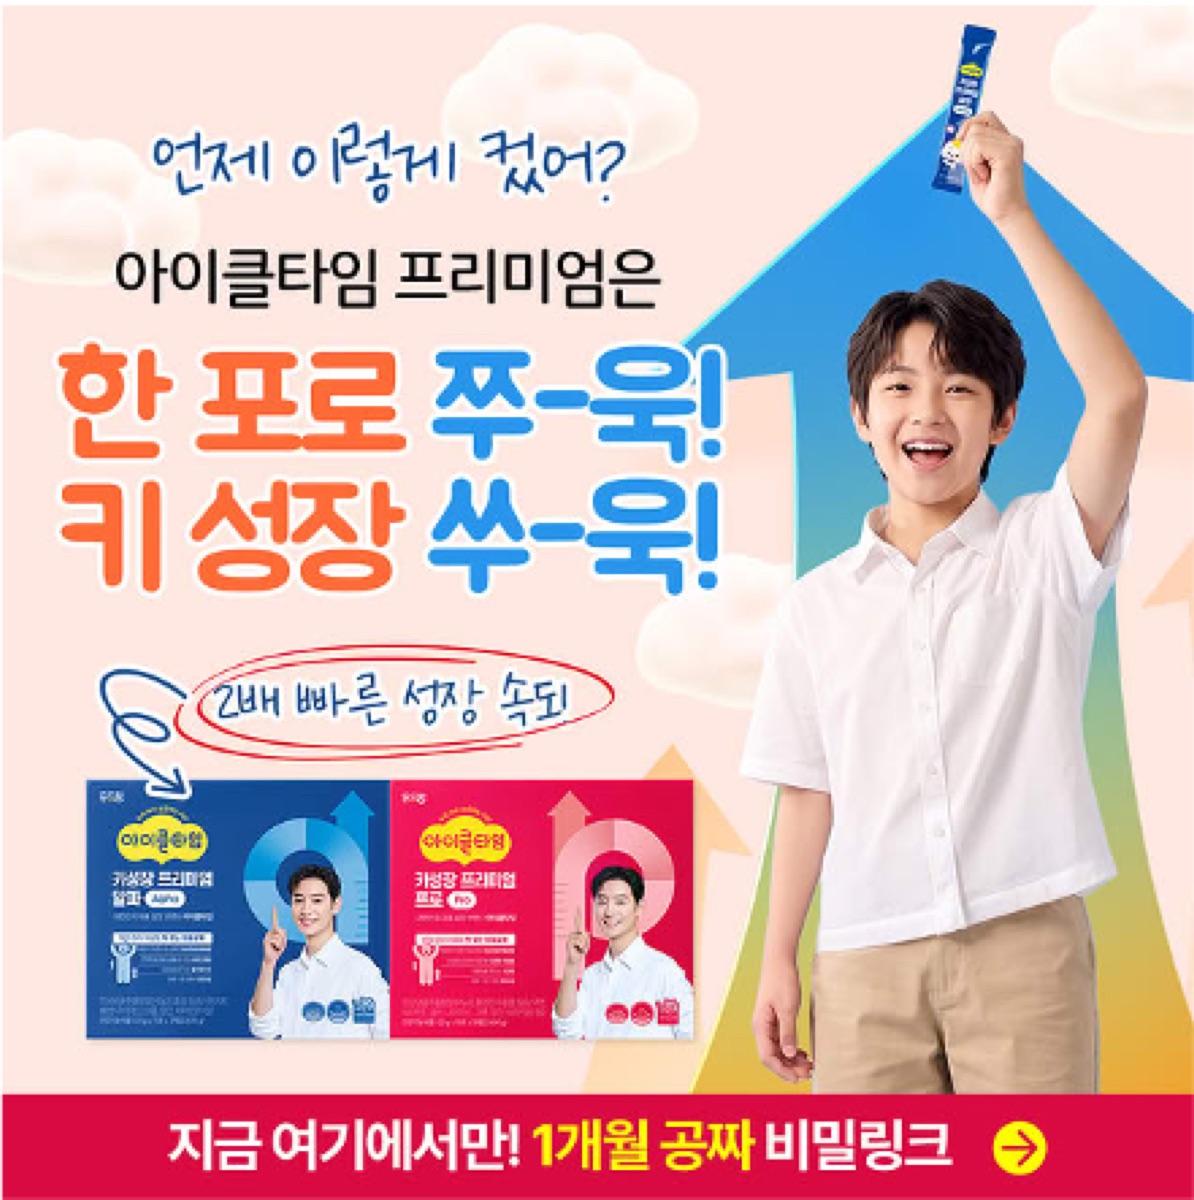 언제 이렇게 컸어?
아이클타임 프리미엄은
한 포로 쭈-욱!
키 성장 쑤-욱!
2배 빠른 성장 속도
아이클타임
키성장 프리미엄
알파 Alpha
아이클타임
키성장 프리미엄
프로 Pro
지금 여기에서만! 1개월 공짜 비밀링크